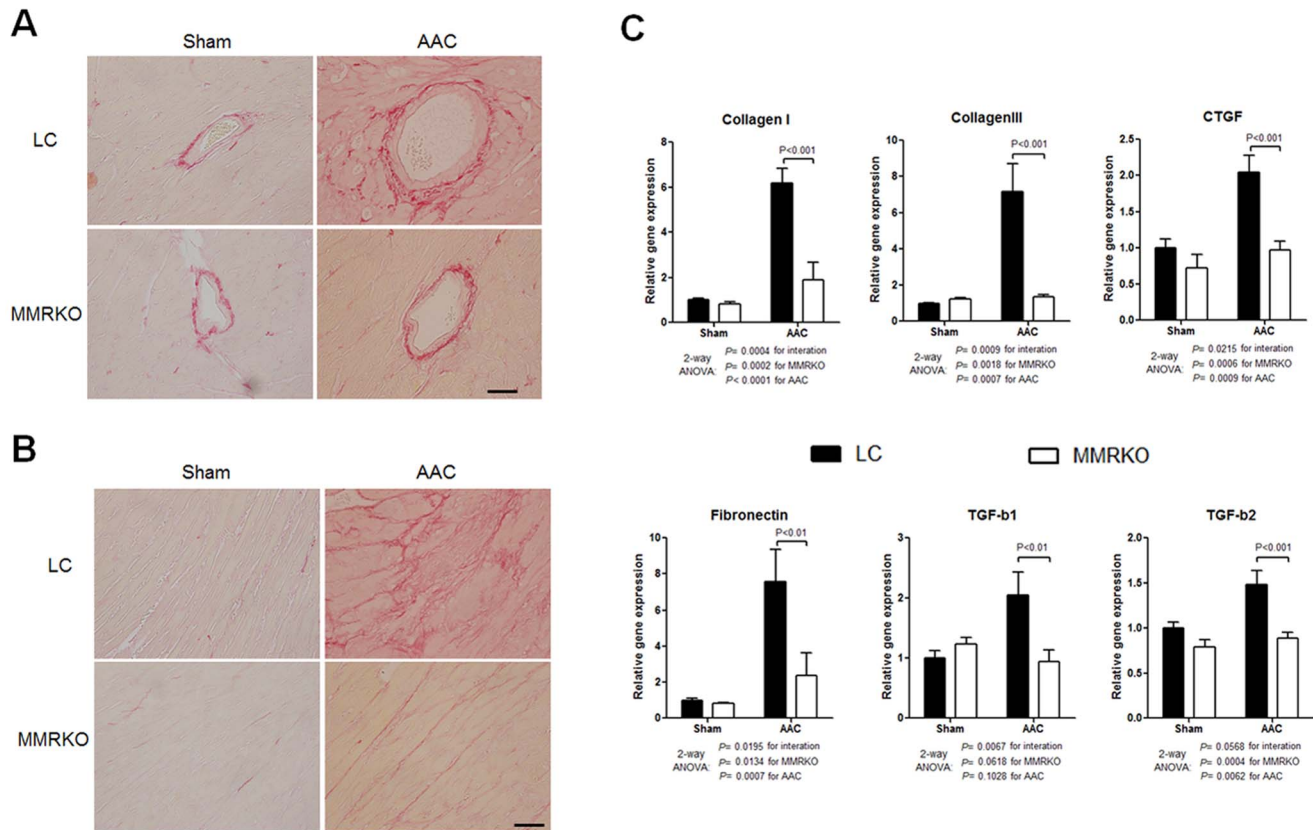 A
Sham AAC
LC
MMRKO
B
Sham AAC
LC
MMRKO
C
Collagen I
Relative gene expression
8
6
4
2
0
P<0.001
Sham AAC
2-way ANOVA:
P= 0.0004 for interation
P= 0.0002 for MMRKO
P< 0.0001 for AAC
CollagenIII
Relative gene expression
10
8
6
4
2
0
P<0.001
Sham AAC
2-way ANOVA:
P= 0.0009 for interation
P= 0.0018 for MMRKO
P= 0.0007 for AAC
CTGF
Relative gene expression
2.5
2.0
1.5
1.0
0.5
0.0
P<0.001
Sham AAC
2-way ANOVA:
P= 0.0215 for interation
P= 0.0006 for MMRKO
P= 0.0009 for AAC
LC MMRKO
Fibronectin
Relative gene expression
10
8
6
4
2
0
P<0.01
Sham AAC
2-way ANOVA:
P= 0.0195 for interation
P= 0.0134 for MMRKO
P= 0.0007 for AAC
TGF-b1
Relative gene expression
3
2
1
0
P<0.01
Sham AAC
2-way ANOVA:
P= 0.0067 for interation
P= 0.0618 for MMRKO
P= 0.1028 for AAC
TGF-b2
Relative gene expression
2.0
1.5
1.0
0.5
0.0
P<0.001
Sham AAC
2-way ANOVA:
P= 0.0568 for interation
P= 0.0004 for MMRKO
P= 0.0062 for AAC